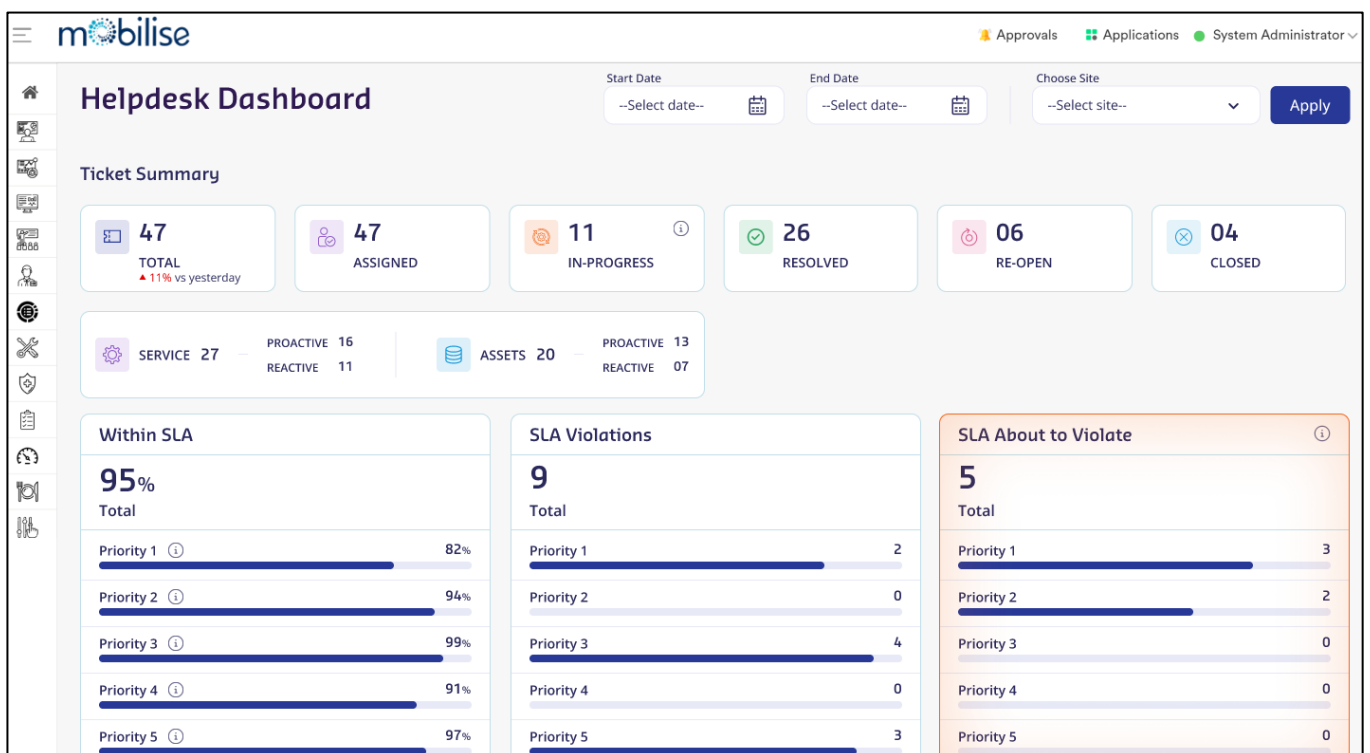 mobilise
Approvals
Applications
System Administrator
Helpdesk Dashboard
Start Date
--Select date--
End Date
--Select date--
Choose Site
--Select site--
Apply
Ticket Summary
47
TOTAL
11% vs yesterday
47
ASSIGNED
11
IN-PROGRESS
26
RESOLVED
06
RE-OPEN
04
CLOSED
SERVICE 27
PROACTIVE 16
REACTIVE 11
ASSETS 20
PROACTIVE 13
REACTIVE 07
Within SLA
95%
Total
Priority 1 82%
Priority 2 94%
Priority 3 99%
Priority 4 91%
Priority 5 97%
SLA Violations
9
Total
Priority 1 2
Priority 2 0
Priority 3 4
Priority 4 0
Priority 5 3
SLA About to Violate
5
Total
Priority 1 3
Priority 2 2
Priority 3 0
Priority 4 0
Priority 5 0